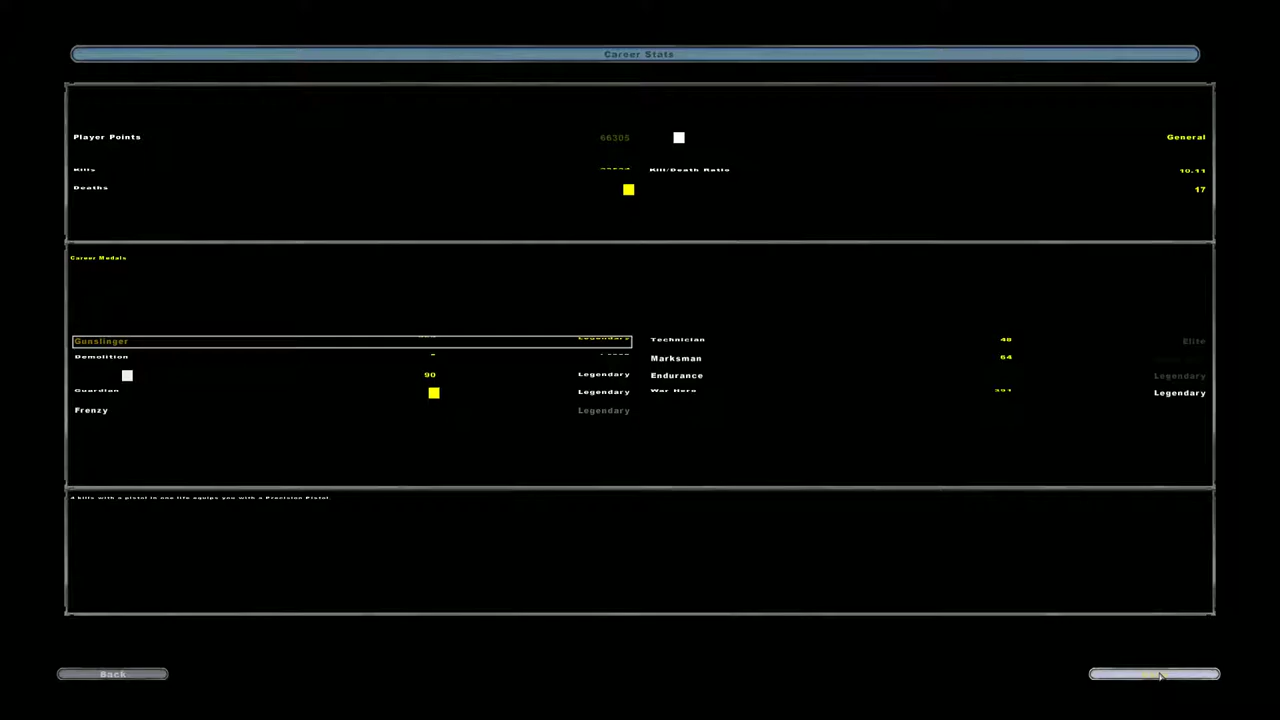 Career Stats
Player Points 66305 General
Kills Kill/Death Ratio 10.11
Deaths 17
Career Medals
Gunslinger Legendary Technician 48 Elite
Demolition Marksman 64
90 Legendary Endurance Legendary
Guardian Legendary War Hero 391 Legendary
Frenzy Legendary
4 kills with a pistol in one life equips you with a Precision Pistol.
Back